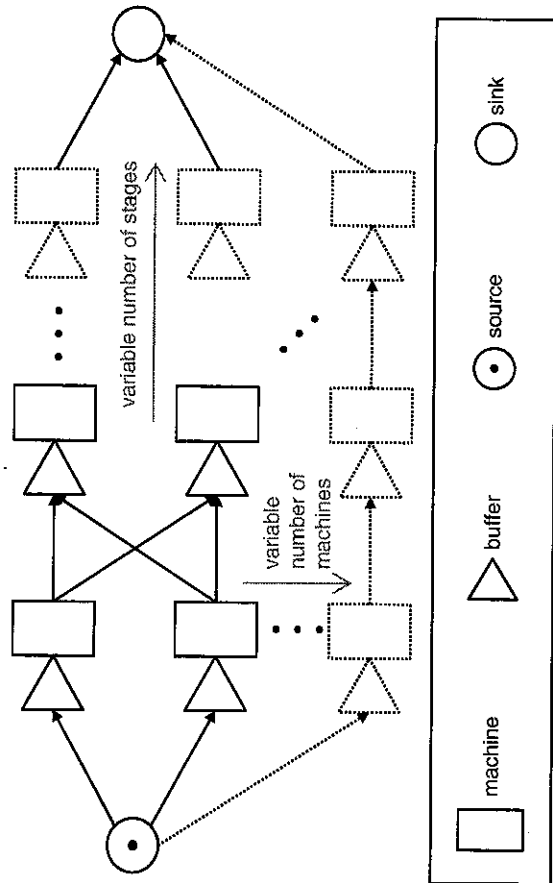 variable number of stages
variable
number of
machines
machine
buffer
source
sink